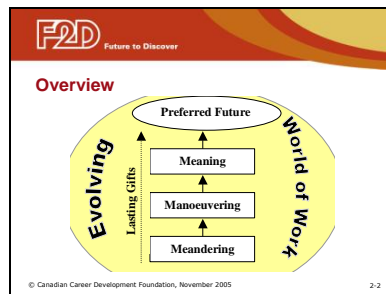 F2D Future to Discover
Overview
Preferred Future
Evolving
World of Work
Lasting Gifts
Meaning
Manoeuvering
Meandering
© Canadian Career Development Foundation, November 2005 2-2